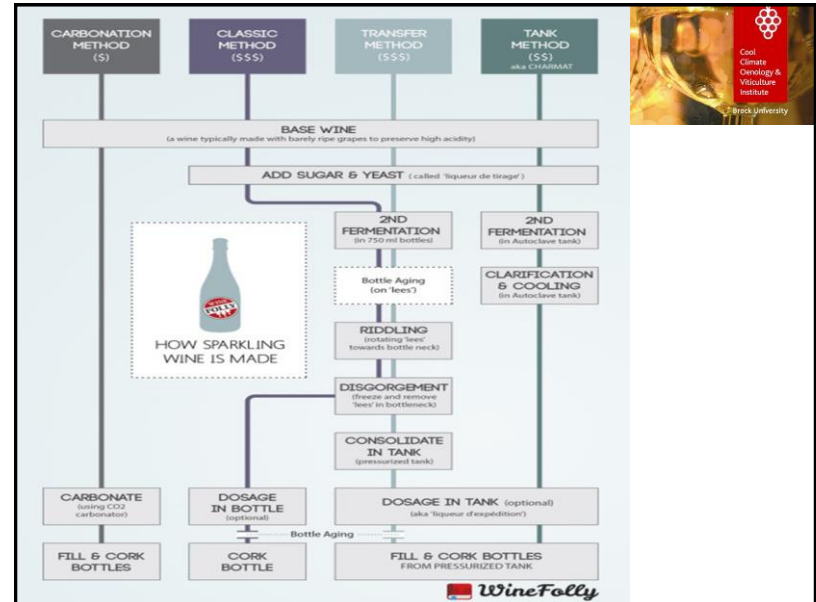 CARBONATION
METHOD
($)
CLASSIC
METHOD
($$$)
TRANSFER
METHOD
($$$)
TANK
METHOD
($$)
aka CHARMAT
Cool
Climate
Oenology &
Viticulture
Institute
Brock University
BASE WINE
(a wine typically made with barely ripe grapes to preserve high acidity)
ADD SUGAR & YEAST (called 'liqueur de tirage')
2ND
FERMENTATION
(in 750 ml bottles)
2ND
FERMENTATION
(in Autoclave tank)
Bottle Aging
(on 'lees')
CLARIFICATION
& COOLING
(in Autoclave tank)
WINE
FOLLY
HOW SPARKLING
WINE IS MADE
RIDDLING
(rotating 'lees'
towards bottle neck)
DISGORGEMENT
(freeze and remove
'lees' in bottleneck)
CONSOLIDATE
IN TANK
(pressurized tank)
CARBONATE
(using CO2
carbonator)
DOSAGE
IN BOTTLE
(optional)
DOSAGE IN TANK (optional)
(aka 'liqueur d'expédition')
Bottle Aging
FILL & CORK
BOTTLES
CORK
BOTTLE
FILL & CORK BOTTLES
FROM PRESSURIZED TANK
WineFolly